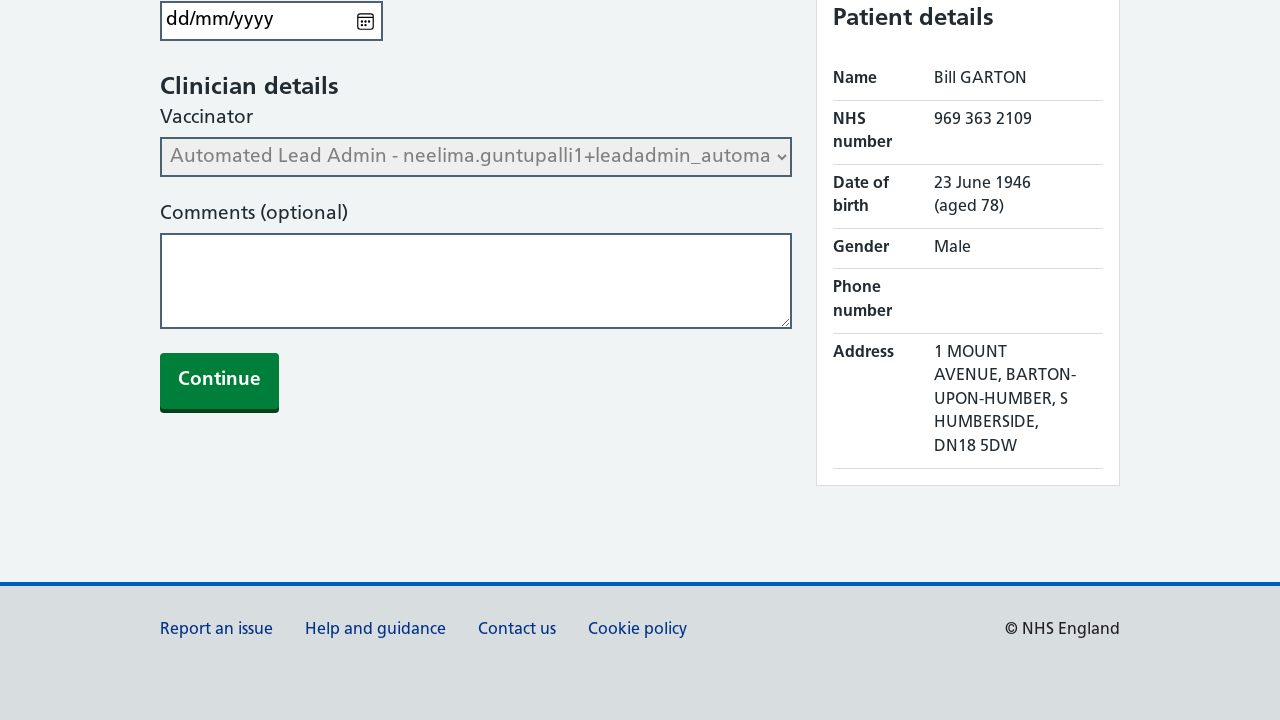 dd/mm/yyyy
Clinician details
Vaccinator
Automated Lead Admin - neelima.guntupalli1+leadadmin_automa
Comments (optional)
Continue
Patient details
Name Bill GARTON
NHS number 969 363 2109
Date of birth 23 June 1946 (aged 78)
Gender Male
Phone number
Address 1 MOUNT
AVENUE, BARTON-
UPON-HUMBER, S
HUMBERSIDE,
DN18 5DW
Report an issue Help and guidance Contact us Cookie policy © NHS England